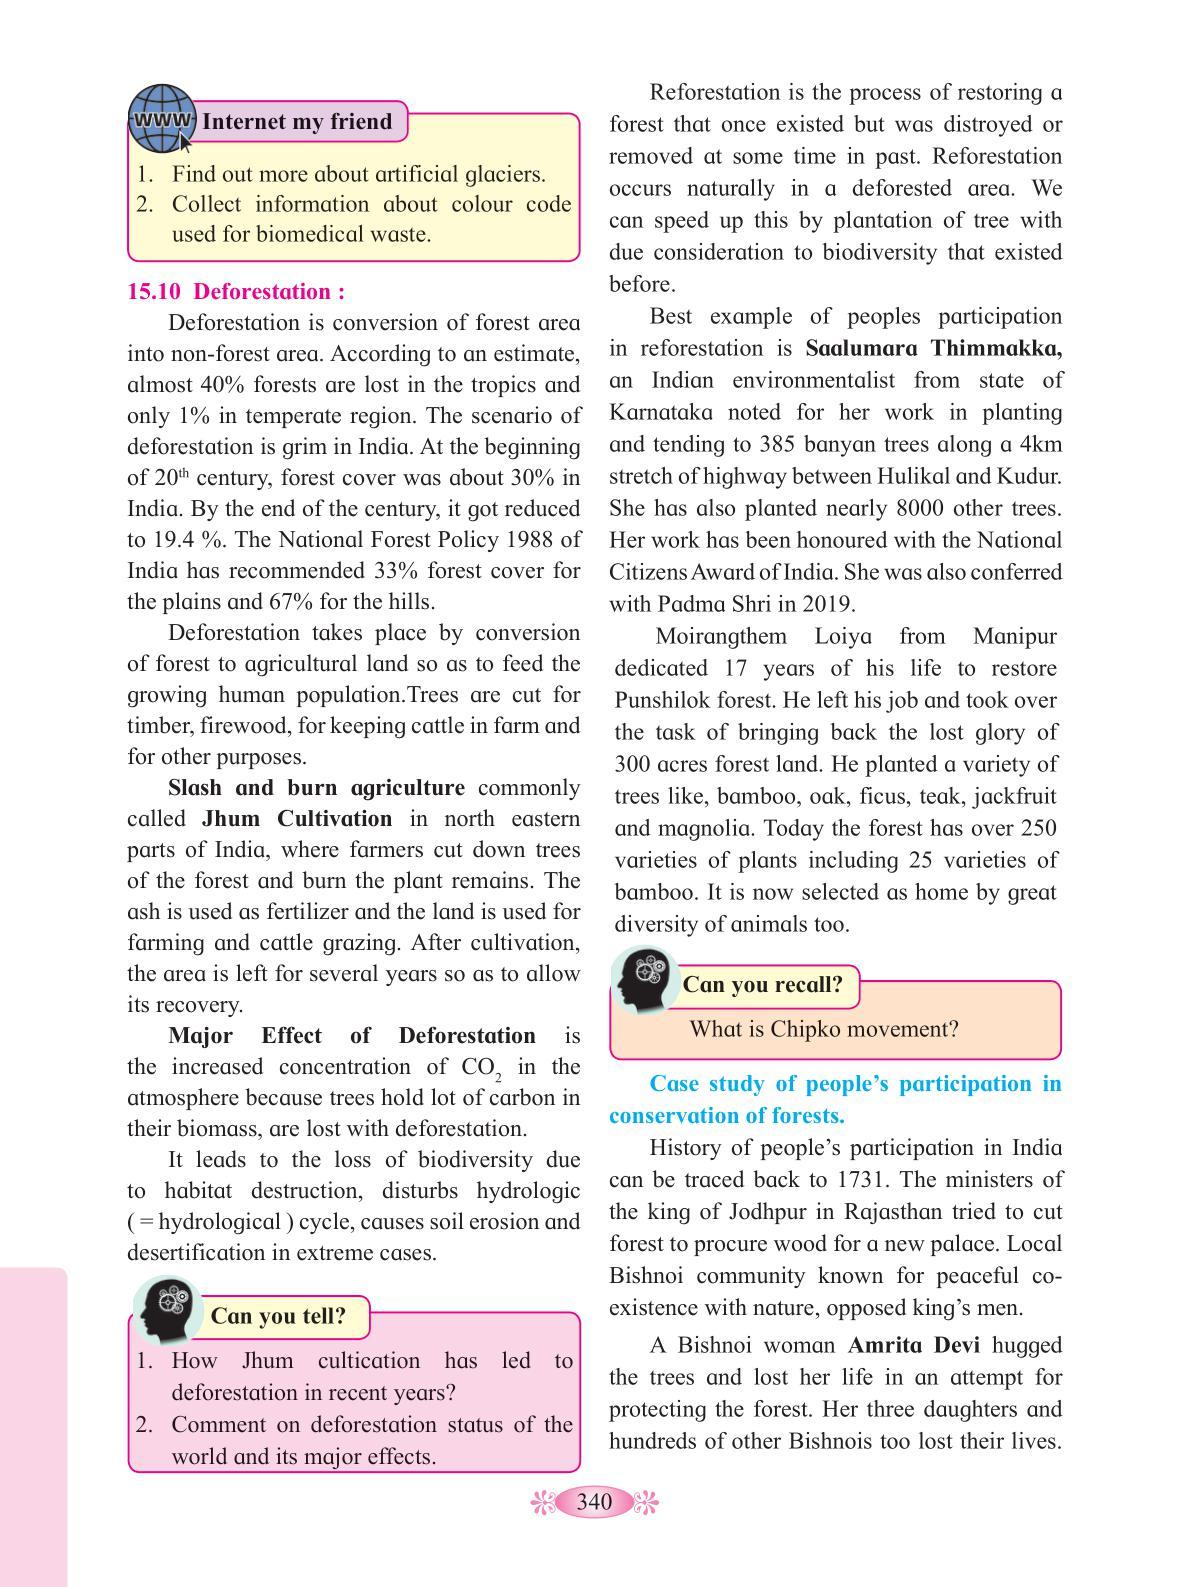 www Internet my friend
1. Find out more about artificial glaciers.
2. Collect information about colour code
used for biomedical waste.
15.10 Deforestation :
Deforestation is conversion of forest area
into non-forest area. According to an estimate,
almost 40% forests are lost in the tropics and
only 1% in temperate region. The scenario of
deforestation is grim in India. At the beginning
of 20th century, forest cover was about 30% in
India. By the end of the century, it got reduced
to 19.4 %. The National Forest Policy 1988 of
India has recommended 33% forest cover for
the plains and 67% for the hills.
Deforestation takes place by conversion
of forest to agricultural land so as to feed the
growing human population.Trees are cut for
timber, firewood, for keeping cattle in farm and
for other purposes.
Slash and burn agriculture commonly
called Jhum Cultivation in north eastern
parts of India, where farmers cut down trees
of the forest and burn the plant remains. The
ash is used as fertilizer and the land is used for
farming and cattle grazing. After cultivation,
the area is left for several years so as to allow
its recovery.
Major Effect of Deforestation is
the increased concentration of CO2 in the
atmosphere because trees hold lot of carbon in
their biomass, are lost with deforestation.
It leads to the loss of biodiversity due
to habitat destruction, disturbs hydrologic
( = hydrological ) cycle, causes soil erosion and
desertification in extreme cases.
Can you tell?
1. How Jhum cultication has led to
deforestation in recent years?
2. Comment on deforestation status of the
world and its major effects.
Reforestation is the process of restoring a
forest that once existed but was distroyed or
removed at some time in past. Reforestation
occurs naturally in a deforested area. We
can speed up this by plantation of tree with
due consideration to biodiversity that existed
before.
Best example of peoples participation
in reforestation is Saalumara Thimmakka,
an Indian environmentalist from state of
Karnataka noted for her work in planting
and tending to 385 banyan trees along a 4km
stretch of highway between Hulikal and Kudur.
She has also planted nearly 8000 other trees.
Her work has been honoured with the National
Citizens Award of India. She was also conferred
with Padma Shri in 2019.
Moirangthem Loiya from Manipur
dedicated 17 years of his life to restore
Punshilok forest. He left his job and took over
the task of bringing back the lost glory of
300 acres forest land. He planted a variety of
trees like, bamboo, oak, ficus, teak, jackfruit
and magnolia. Today the forest has over 250
varieties of plants including 25 varieties of
bamboo. It is now selected as home by great
diversity of animals too.
Can you recall?
What is Chipko movement?
Case study of people's participation in
conservation of forests.
History of people's participation in India
can be traced back to 1731. The ministers of
the king of Jodhpur in Rajasthan tried to cut
forest to procure wood for a new palace. Local
Bishnoi community known for peaceful co-
existence with nature, opposed king's men.
A Bishnoi woman Amrita Devi hugged
the trees and lost her life in an attempt for
protecting the forest. Her three daughters and
hundreds of other Bishnois too lost their lives.
340